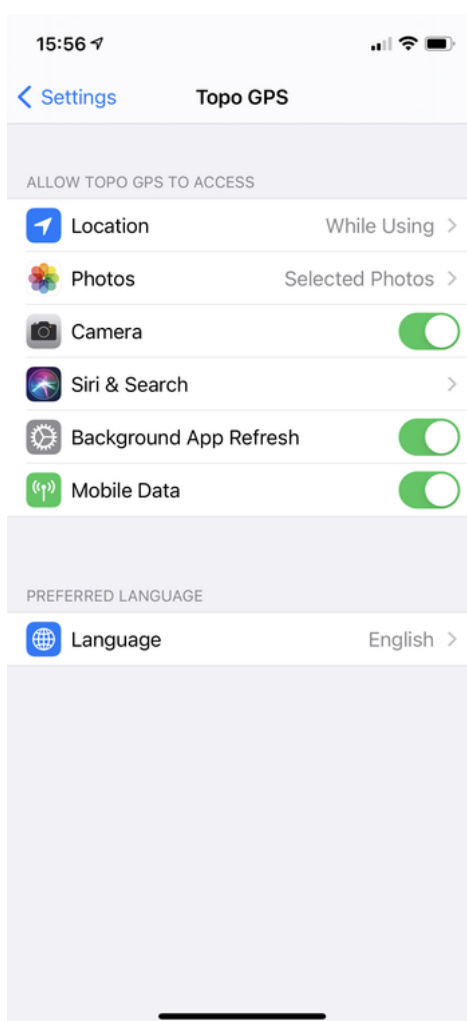 15:56
Settings Topo GPS
ALLOW TOPO GPS TO ACCESS
Location While Using
Photos Selected Photos
Camera
Siri & Search
Background App Refresh
Mobile Data
PREFERRED LANGUAGE
Language English